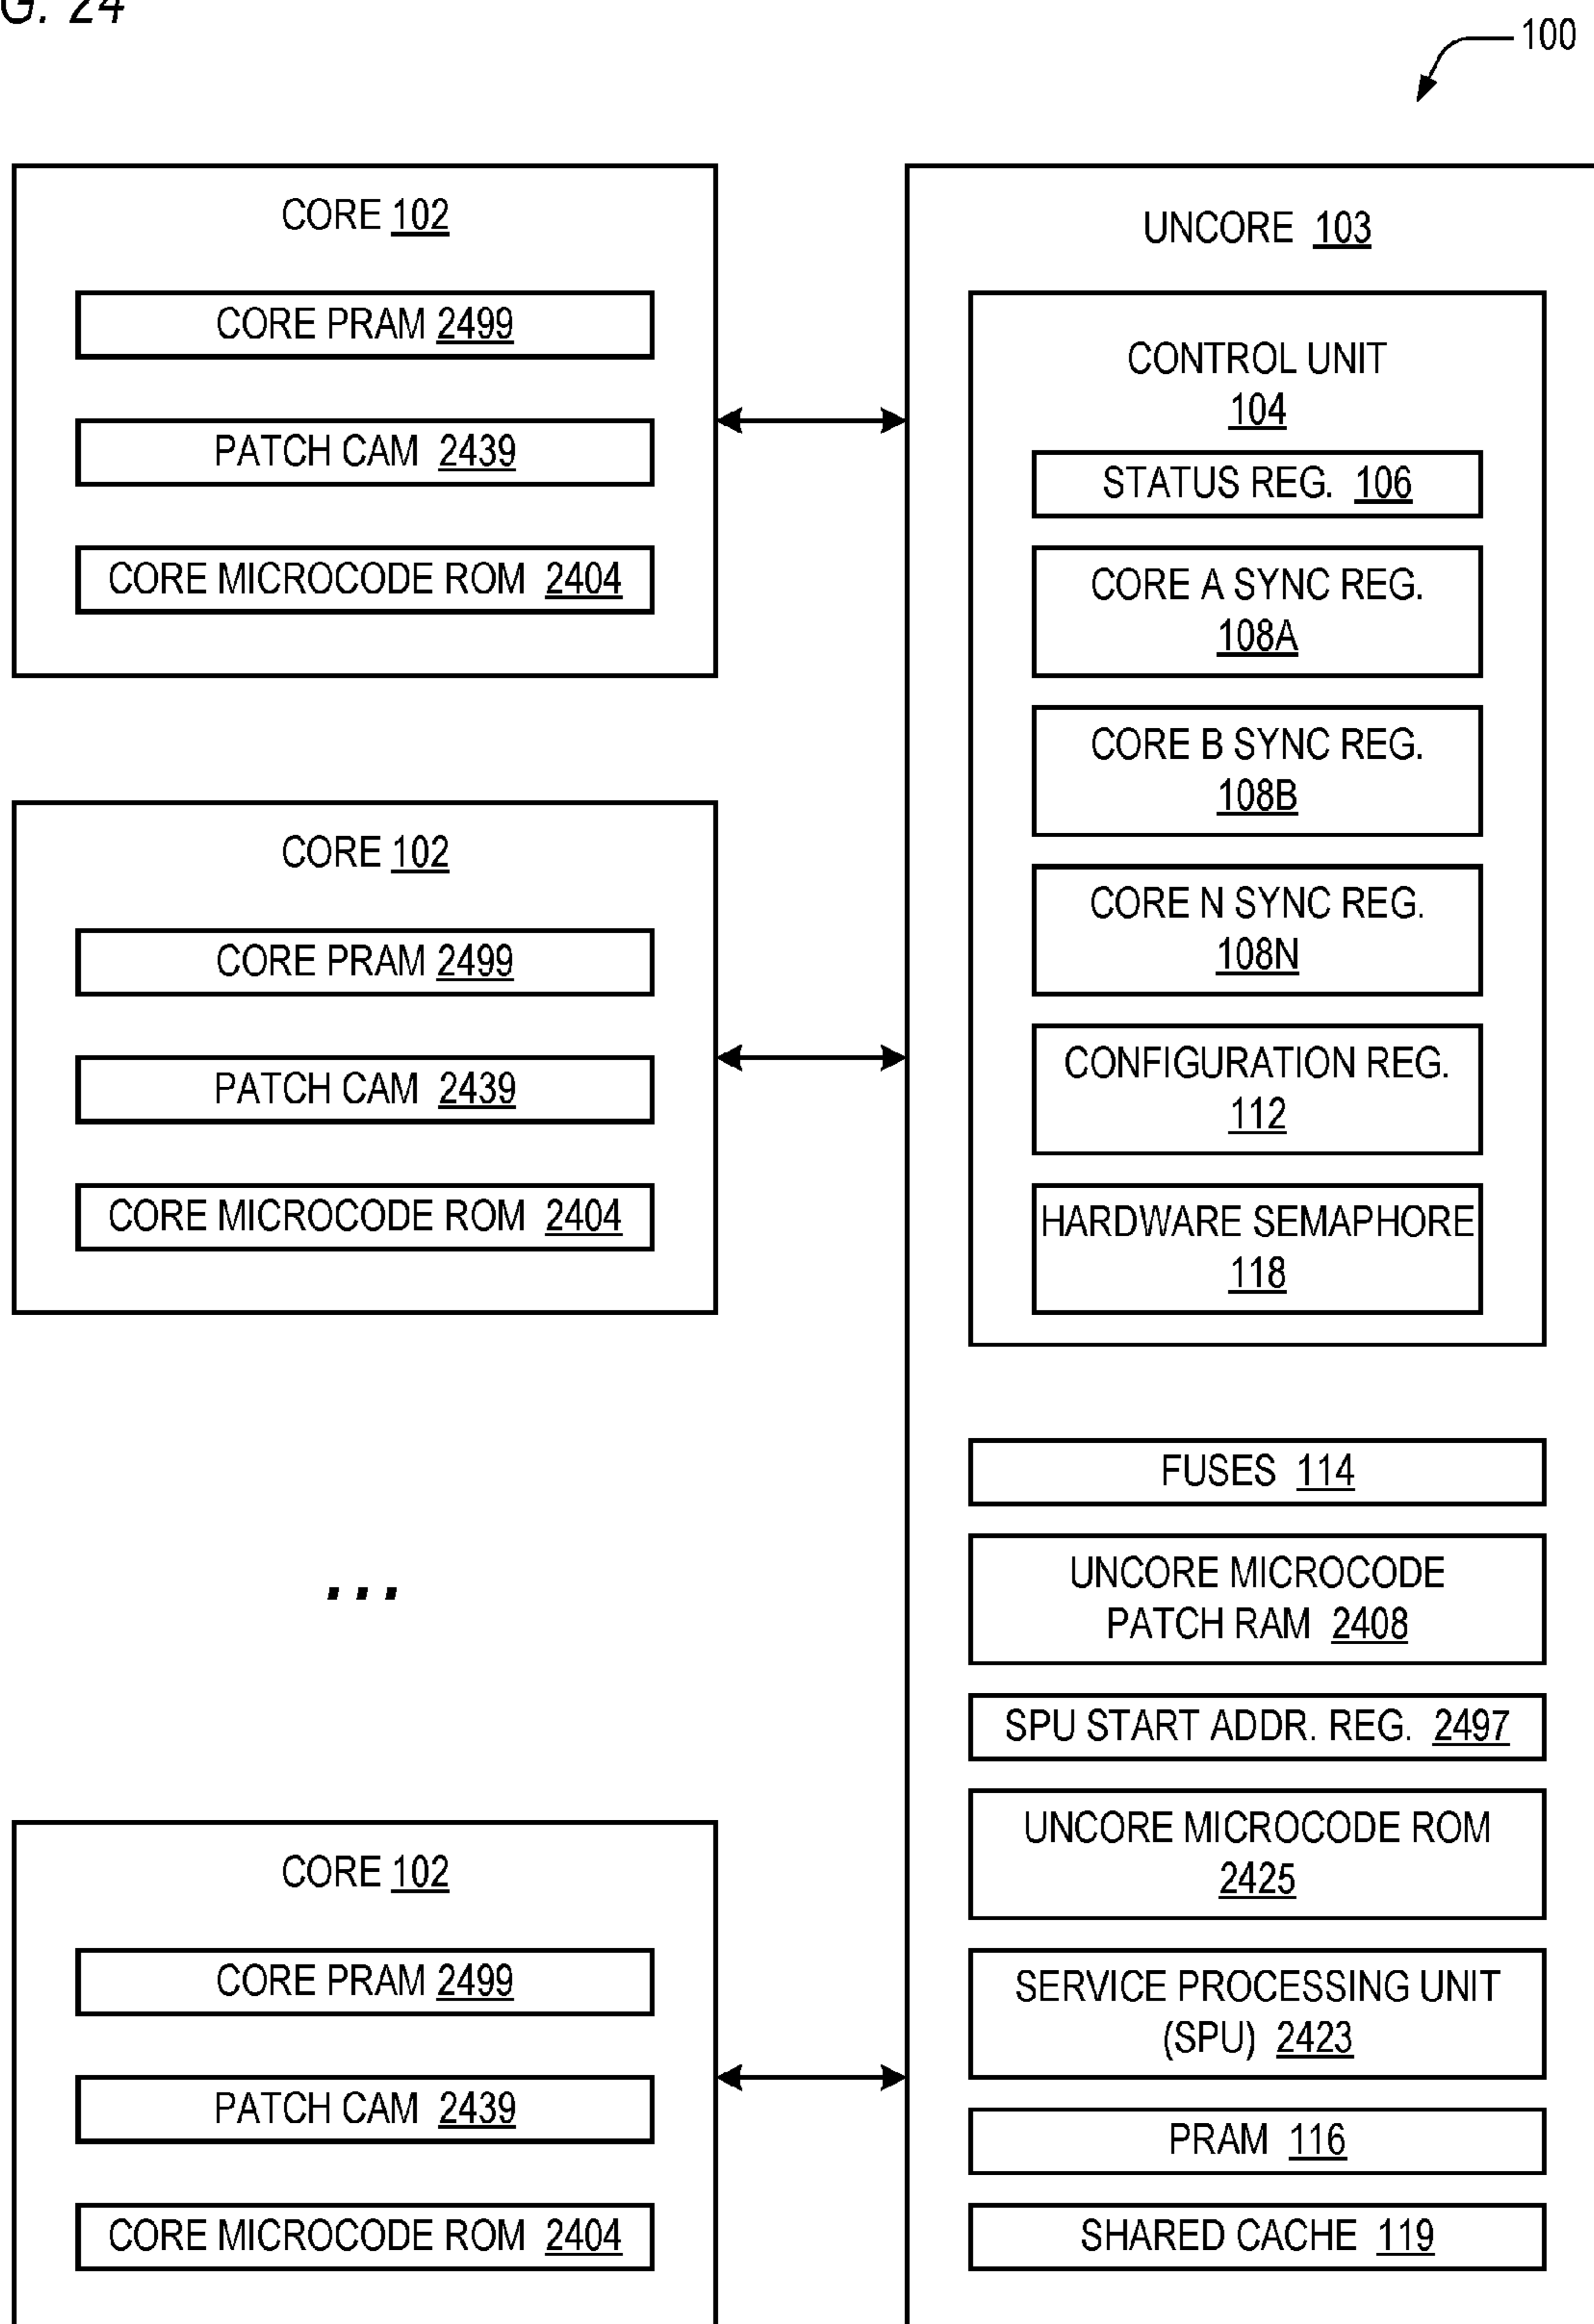 G. 24
100
CORE 102
CORE PRAM 2499
PATCH CAM 2439
CORE MICROCODE ROM 2404
CORE 102
CORE PRAM 2499
PATCH CAM 2439
CORE MICROCODE ROM 2404
...
CORE 102
CORE PRAM 2499
PATCH CAM 2439
CORE MICROCODE ROM 2404
UNCORE 103
CONTROL UNIT
104
STATUS REG. 106
CORE A SYNC REG.
108A
CORE B SYNC REG.
108B
CORE N SYNC REG.
108N
CONFIGURATION REG.
112
HARDWARE SEMAPHORE
118
FUSES 114
UNCORE MICROCODE
PATCH RAM 2408
SPU START ADDR. REG. 2497
UNCORE MICROCODE ROM
2425
SERVICE PROCESSING UNIT
(SPU) 2423
PRAM 116
SHARED CACHE 119